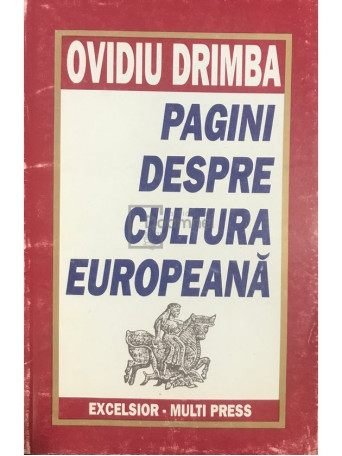 OVIDIU DRIMBA
PAGINI
DESPRE
CULTURA
EUROPEANĂ
EXCELSIOR - MULTI PRESS